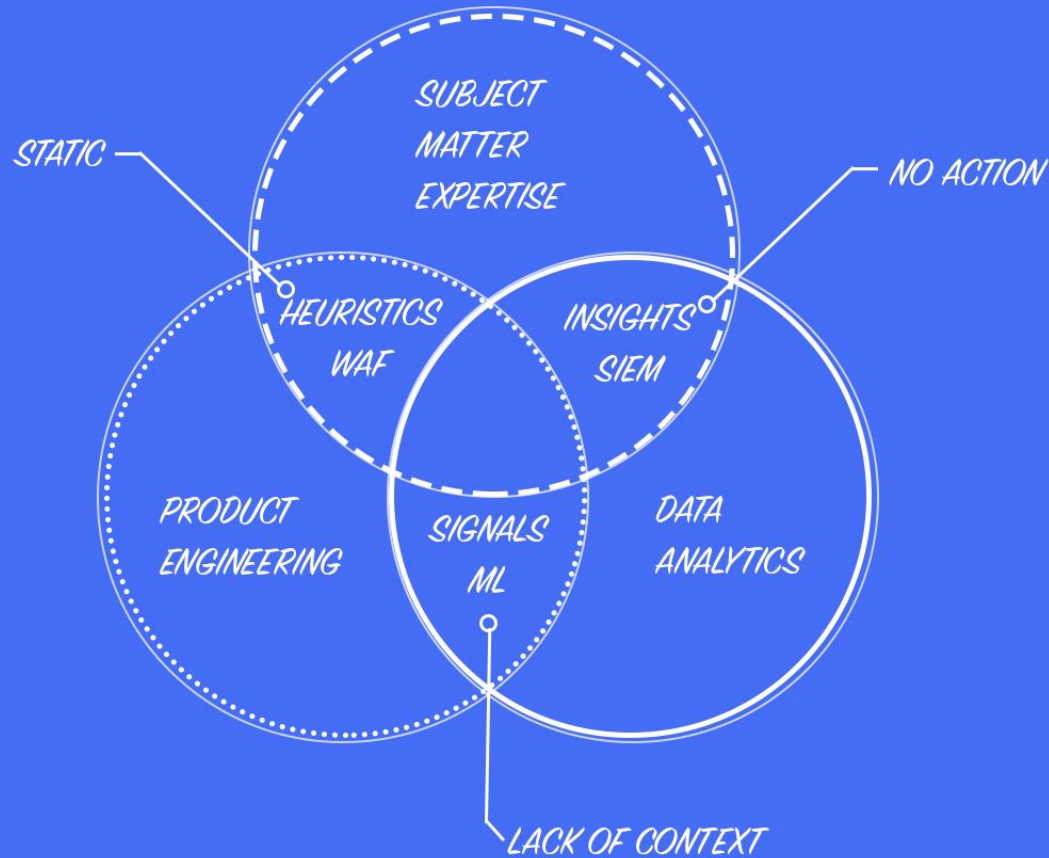 SUBJECT
MATTER
EXPERTISE
STATIC
NO ACTION
HEURISTICS
WAF
INSIGHTS
SIEM
PRODUCT
ENGINEERING
SIGNALS
ML
DATA
ANALYTICS
LACK OF CONTEXT